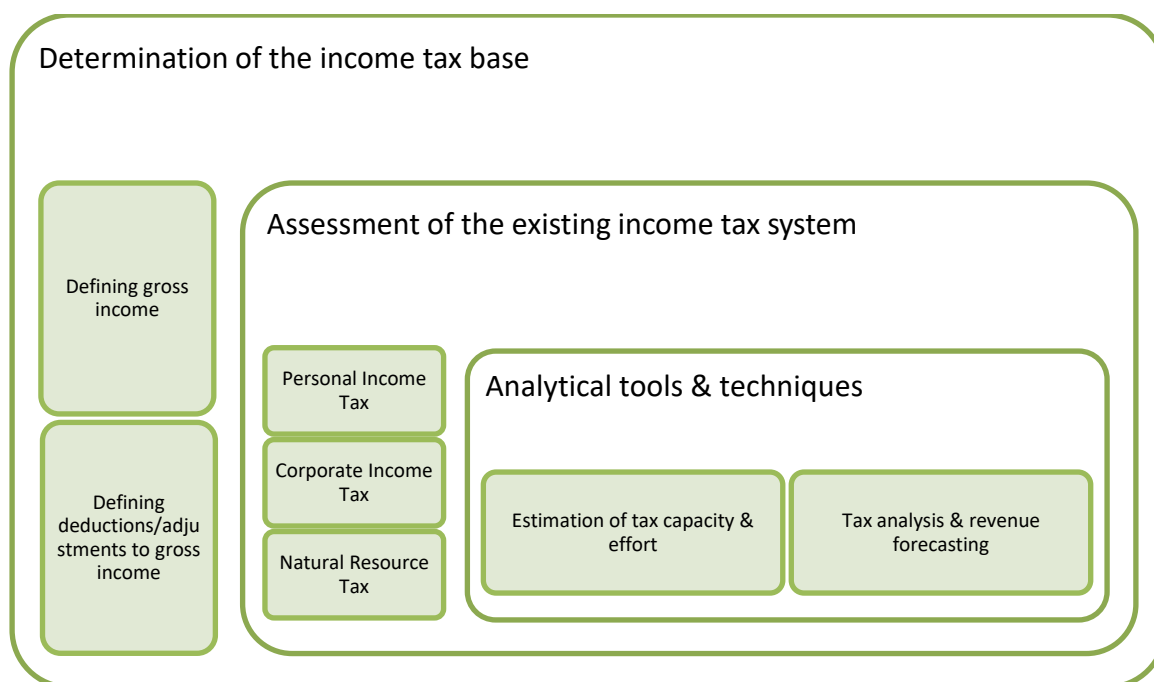 Determination of the income tax base
Defining gross
income
Defining
deductions/adju
stments to gross
income
Assessment of the existing income tax system
Personal Income
Tax
Corporate Income
Tax
Natural Resource
Tax
Analytical tools & techniques
Estimation of tax capacity &
effort
Tax analysis & revenue
forecasting